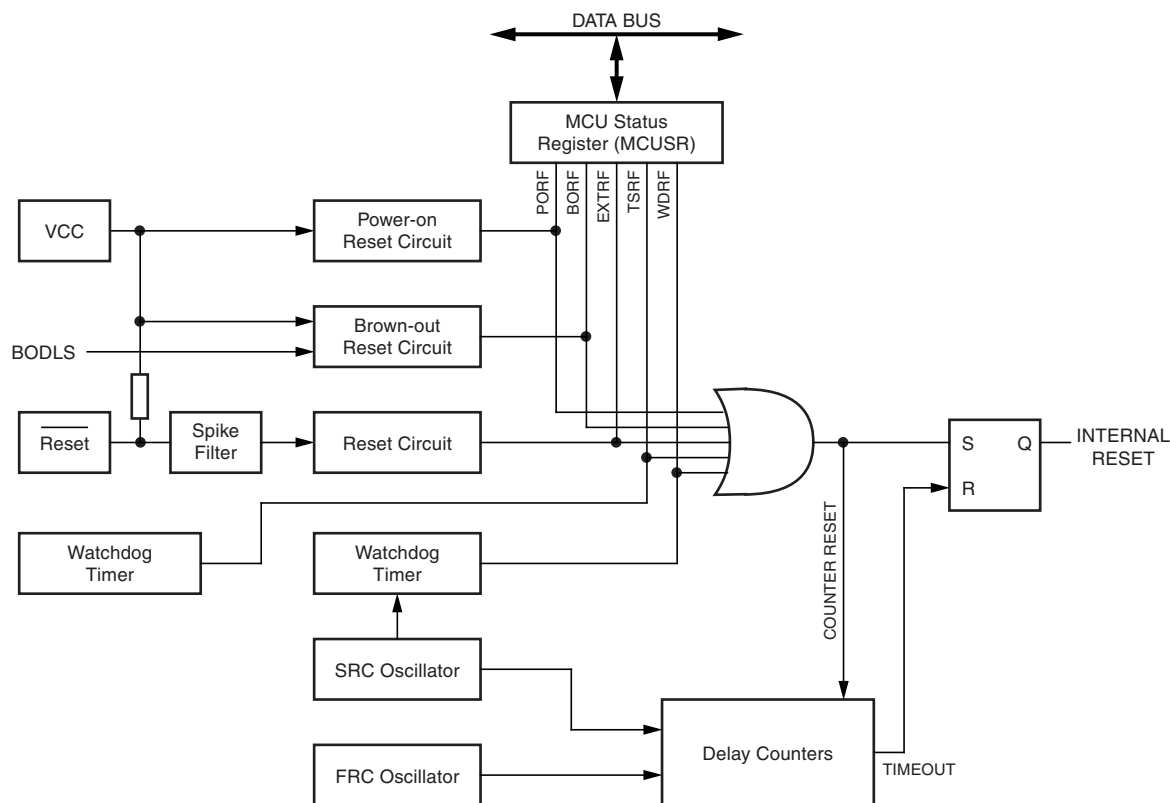 DATA BUS
MCU Status
Register (MCUSR)
PORF
BORF
EXTRF
TSRF
WDRF
VCC
Power-on
Reset Circuit
Brown-out
Reset Circuit
BODLS
Reset
Spike
Filter
Reset Circuit
S
Q
R
INTERNAL
RESET
Watchdog
Timer
Watchdog
Timer
COUNTER RESET
SRC Oscillator
FRC Oscillator
Delay Counters
TIMEOUT